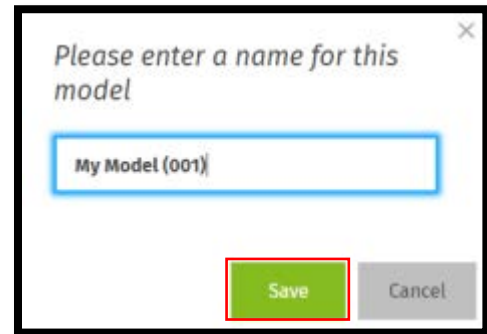 Please enter a name for this
model
My Model (001)
Save
Cancel